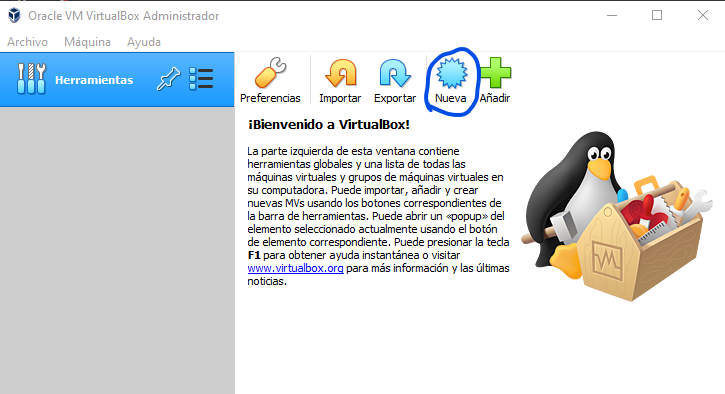 Oracle VM VirtualBox Administrador
Archivo Máquina Ayuda
Herramientas
Preferencias Importar Exportar Nueva Añadir
¡Bienvenido a VirtualBox!
La parte izquierda de esta ventana contiene
herramientas globales y una lista de todas las
máquinas virtuales y grupos de máquinas virtuales en
su computadora. Puede importar, añadir y crear
nuevas MVs usando los botones correspondientes de
la barra de herramientas. Puede abrir un «popup» del
elemento seleccionado actualmente usando el botón
de elemento correspondiente. Puede presionar la tecla
F1 para obtener ayuda instantánea o visitar
www.virtualbox.org para más información y las últimas
noticias.